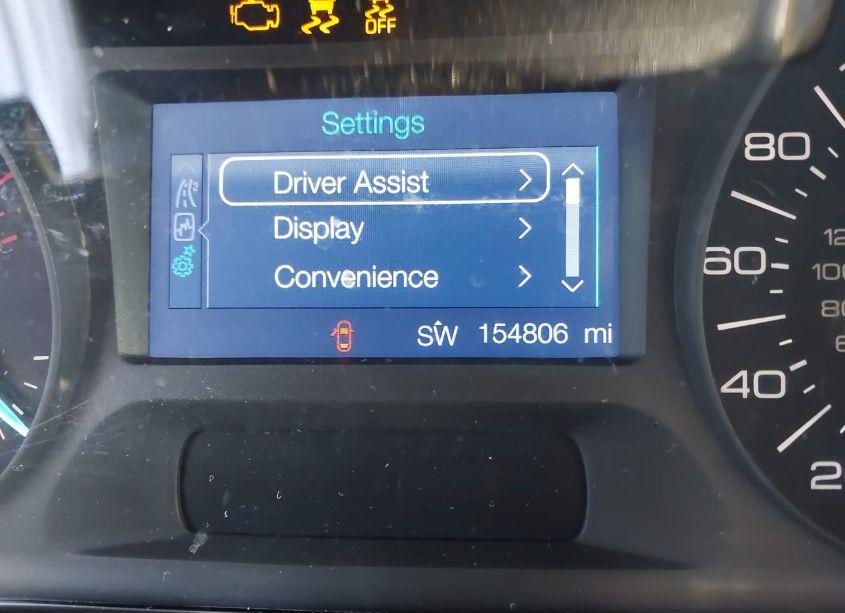 OFF
Settings
Driver Assist
Display
Convenience
SW 154806 mi
80
60
40